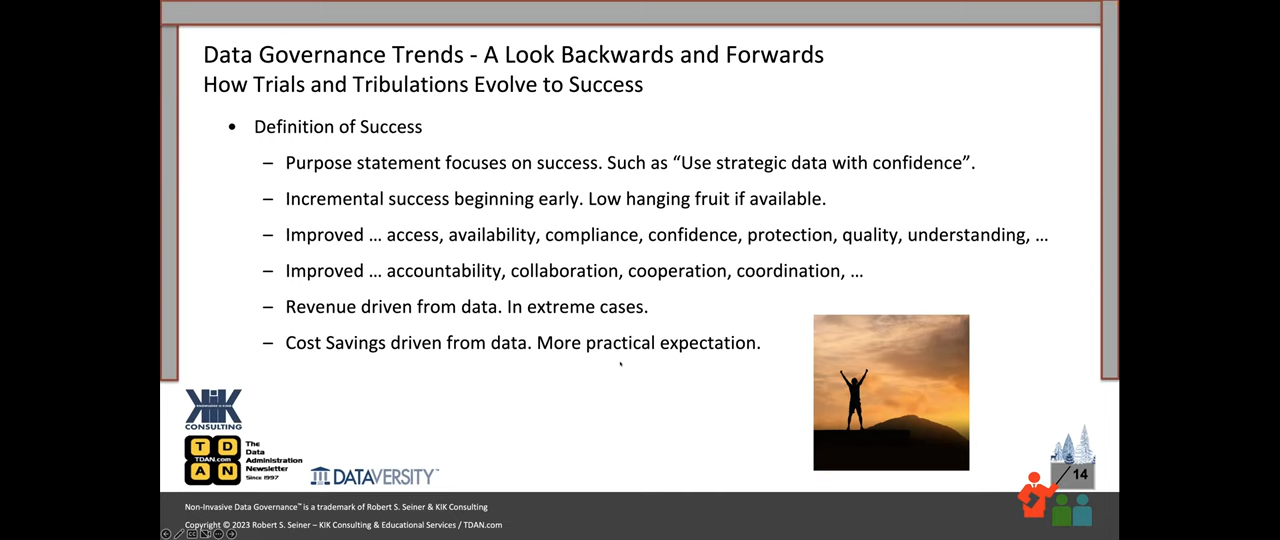 Data Governance Trends - A Look Backwards and Forwards
How Trials and Tribulations Evolve to Success
• Definition of Success
– Purpose statement focuses on success. Such as “Use strategic data with confidence”.
– Incremental success beginning early. Low hanging fruit if available.
– Improved … access, availability, compliance, confidence, protection, quality, understanding, …
– Improved … accountability, collaboration, cooperation, coordination, …
– Revenue driven from data. In extreme cases.
– Cost Savings driven from data. More practical expectation.
KIK
CONSULTING
T D
TDAN.com
A N
The
Data
Administration
Newsletter
Since 1997
DATAVERSITY
14
Non-Invasive Data Governance™ is a trademark of Robert S. Seiner & KIK Consulting
Copyright © 2023 Robert S. Seiner – KIK Consulting & Educational Services / TDAN.com